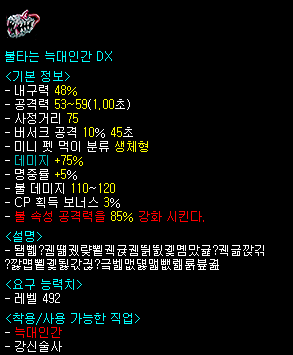 불타는 늑대인간 DX
<기본 정보>
- 내구력 48%
- 공격력 53~59(1,00초)
- 사정거리 75
- 버서크 공격 10% 45초
- 미니 펫 먹이 분류 생체형
- 데미지 +75%
- 명중률 +5%
- 불 데미지 110~120
- CP 획득 보너스 3%
- 불 속성 공격력을 85% 강화 시킨다.
<설명>
<요구 능력치>
- 레벨 492
<착용/사용 가능한 직업>
- 늑대인간
- 강신술사